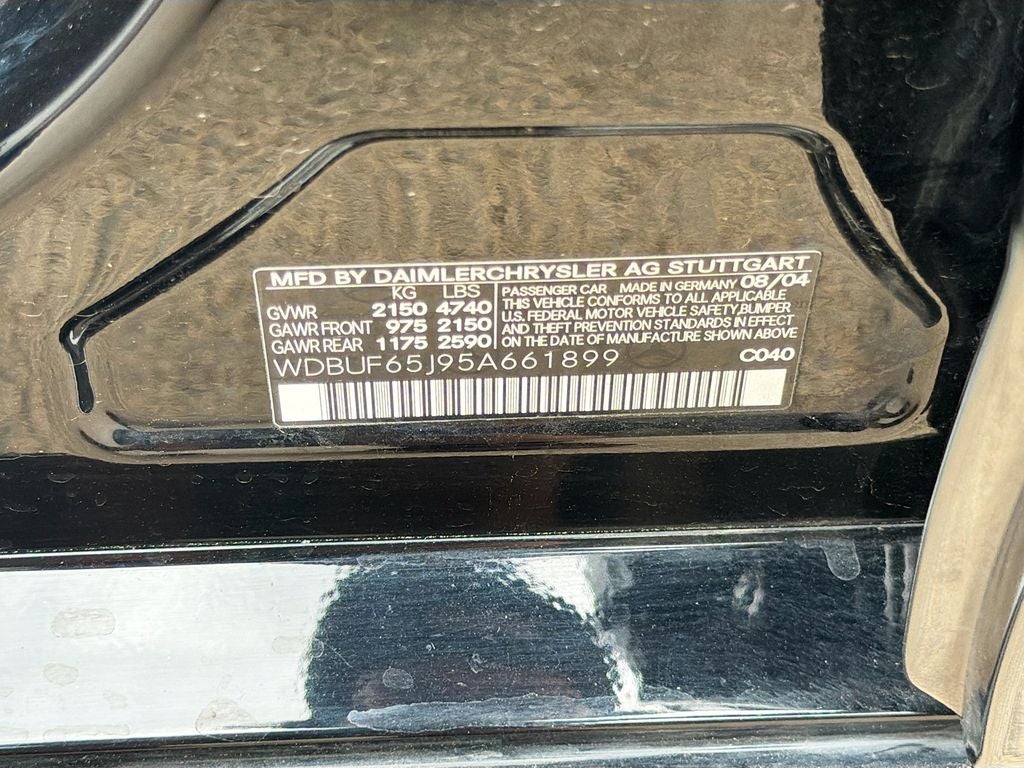 MFD BY DAIMLERCHRYSLER AG STUTTGART
KG LBS
GVWR 2150 4740
GAWR FRONT 975 2150
GAWR REAR 1175 2590
PASSENGER CAR MADE IN GERMANY 08/04
THIS VEHICLE CONFORMS TO ALL APPLICABLE
U.S. FEDERAL MOTOR VEHICLE SAFETY,BUMPER
AND THEFT PREVENTION STANDARDS IN EFFECT
ON THE DATE OF MANUFACTURE SHOWN ABOVE
WDBUF65J95A661899 C040